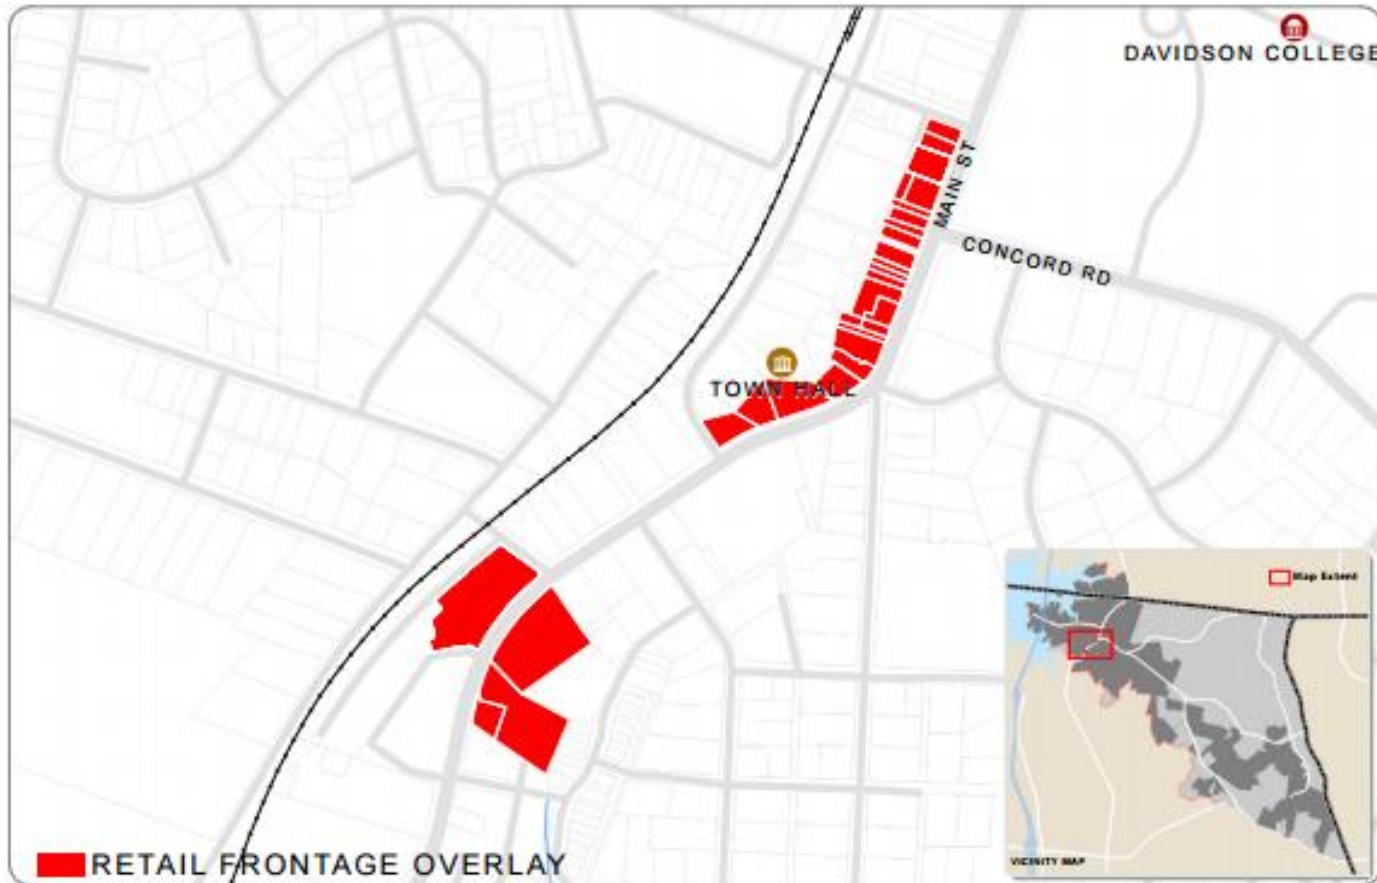 DAVIDSON COLLEGE
MAIN ST
CONCORD RD
TOWN HALL
Map Extent
VICINITY MAP
RETAIL FRONTAGE OVERLAY